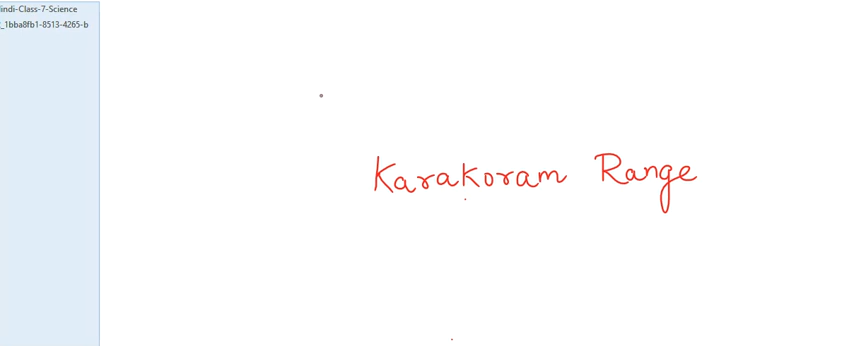 indi-Class-7-Science
_1bba8fb1-8513-4265-b
Karakoram Range